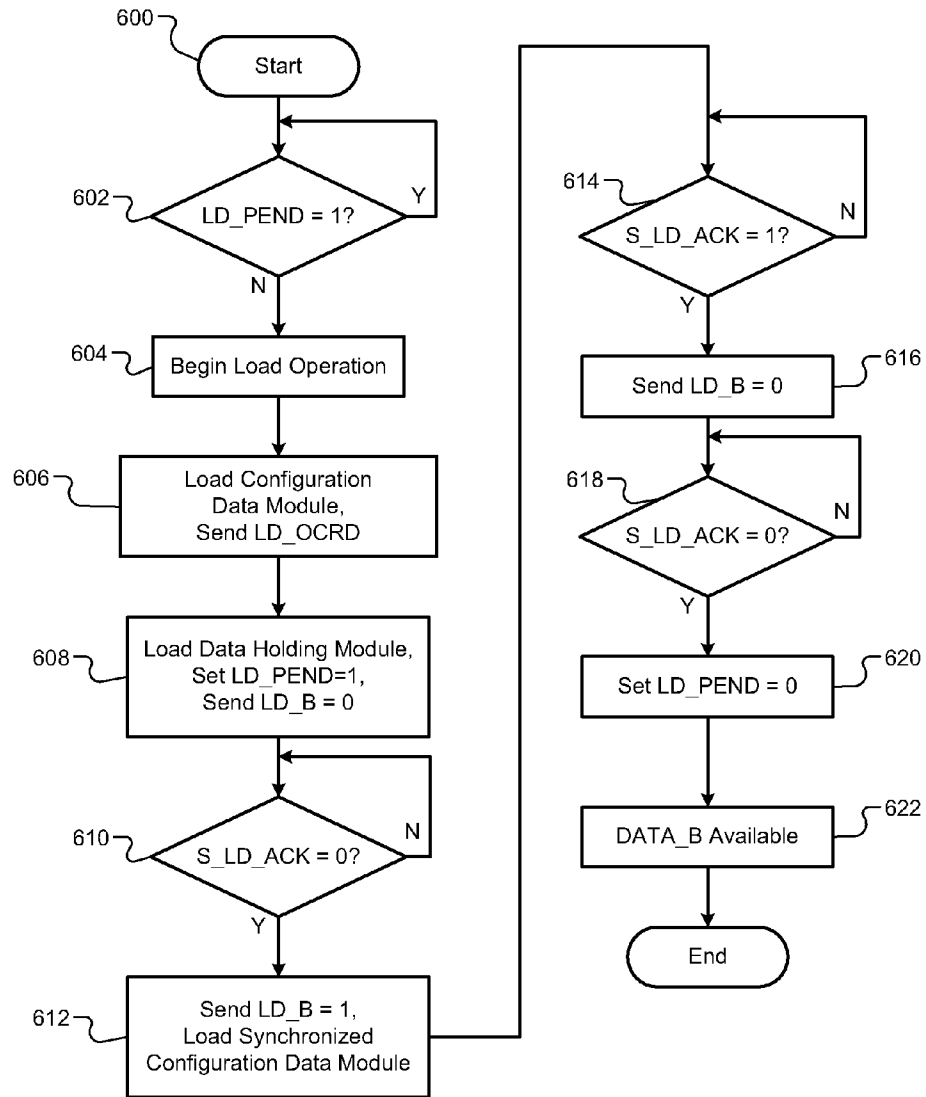 600
Start
602
LD_PEND = 1?
Y
N
604
Begin Load Operation
606
Load Configuration
Data Module,
Send LD_OCRD
608
Load Data Holding Module,
Set LD_PEND=1,
Send LD_B = 0
610
S_LD_ACK = 0?
N
Y
612
Send LD_B = 1,
Load Synchronized
Configuration Data Module
614
S_LD_ACK = 1?
N
Y
616
Send LD_B = 0
618
S_LD_ACK = 0?
N
Y
620
Set LD_PEND = 0
622
DATA_B Available
End